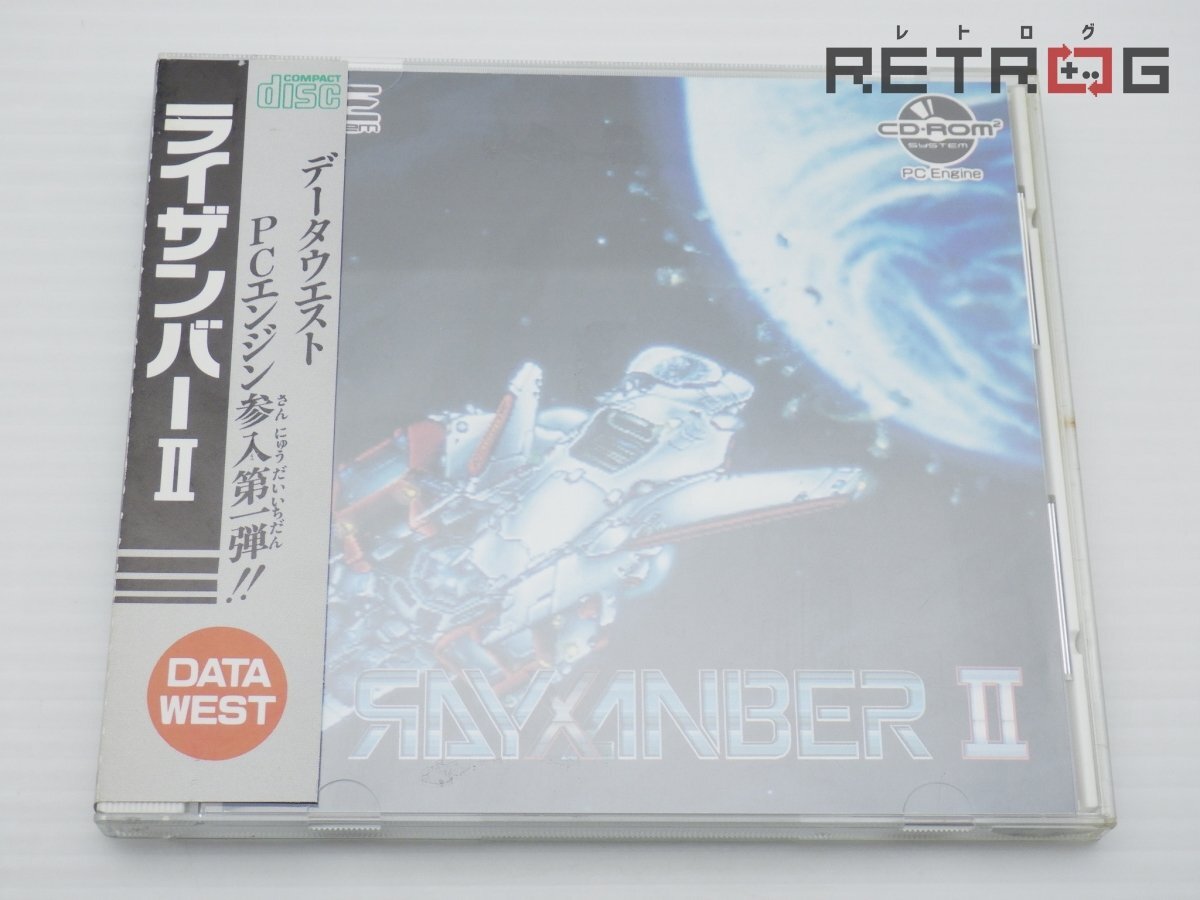 レトログ
RETROG
COMPACT
disc
ライザンバーII
データウエスト
PCエンジン参入第一弾!!
さんにゅうだいいちだん
DATA
WEST
CD-ROM²
SYSTEM
PC Engine
RAYXANBER II